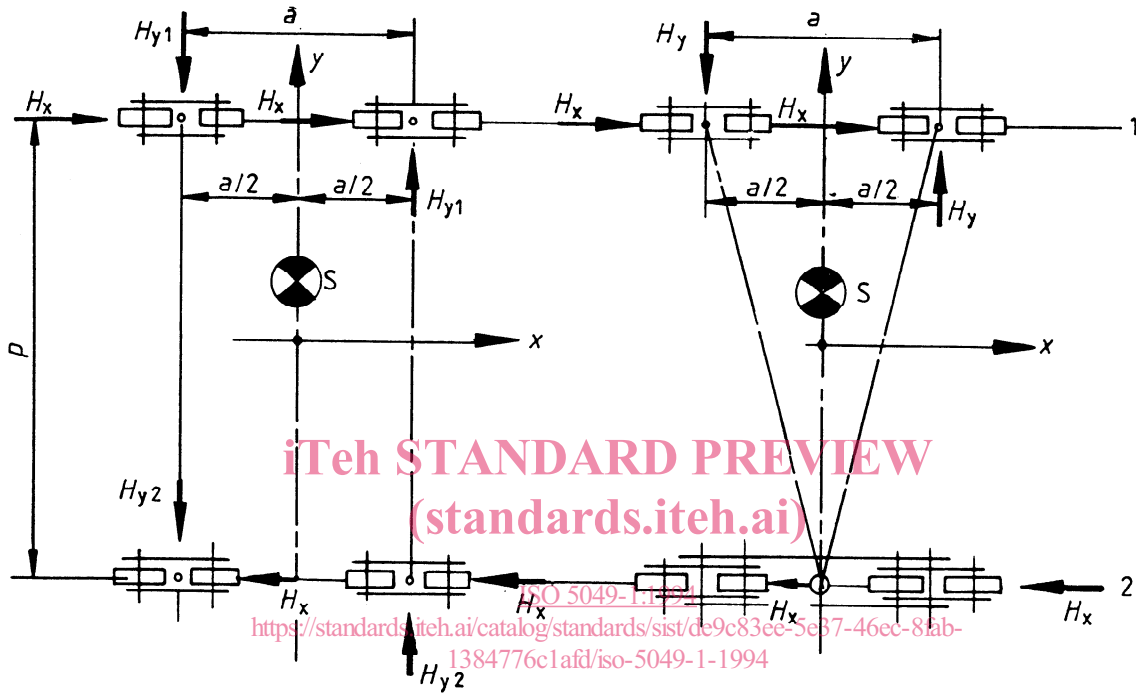 a
a
Hy1
Hy
y
y
Hx
Hx
Hx
Hx
1
a/2
a/2
a/2
a/2
Hy1
Hy
S
S
p
x
x
iTeh STANDARD PREVIEW
(standards.iteh.ai)
Hy2
2
Hx
Hx
Hx
Hx
ISO 5049-1:1994
https://standards.iteh.ai/catalog/standards/sist/de9c83ee-5e37-46ec-8fab-
1384776c1afd/iso-5049-1-1994
Hy2